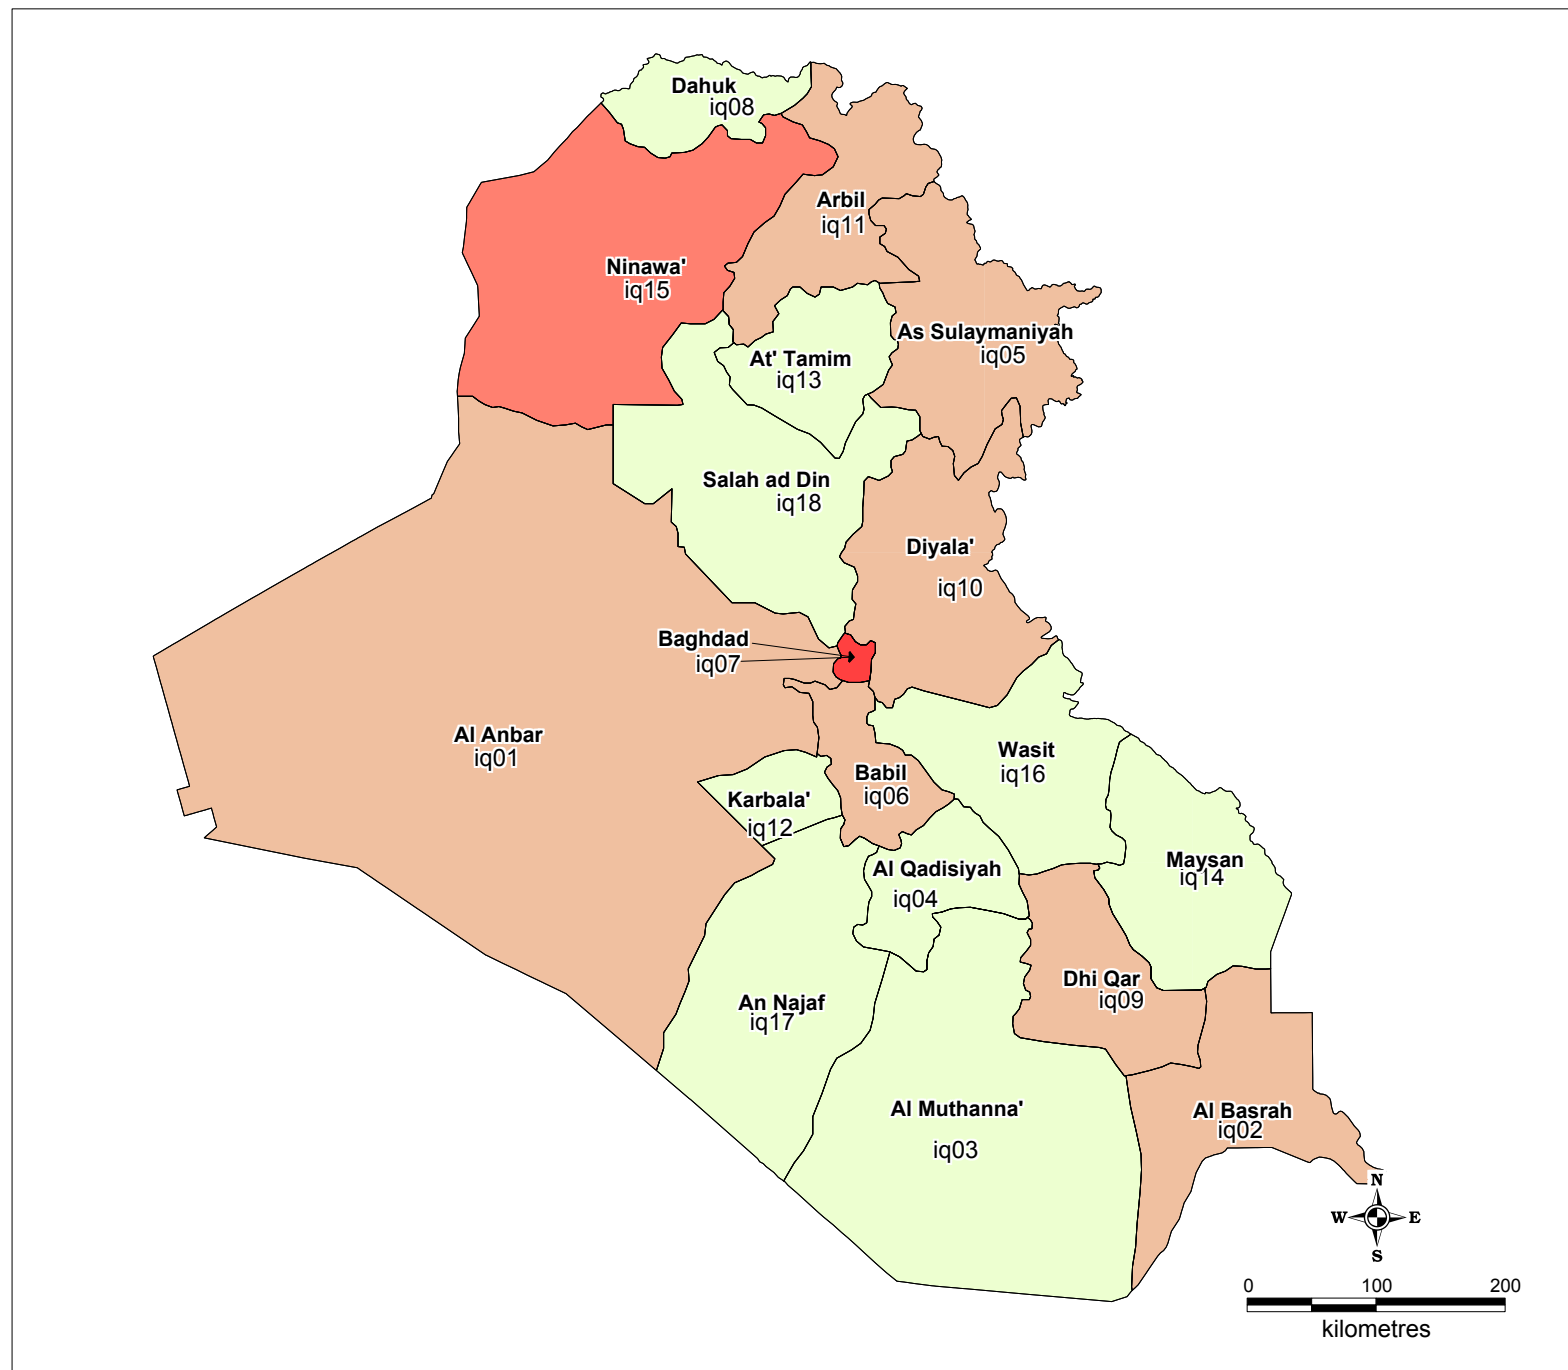 Dahuk
iq08
Arbil
iq11
Ninawa'
iq15
As Sulaymaniyah
iq05
At' Tamim
iq13
Salah ad Din
iq18
Diyala'
iq10
Baghdad
iq07
Al Anbar
iq01
Wasit
iq16
Babil
iq06
Karbala'
iq12
Maysan
iq14
Al Qadisiyah
iq04
Dhi Qar
iq09
An Najaf
iq17
Al Muthanna'
iq03
Al Basrah
iq02
N
W E
S
0 100 200
kilometres